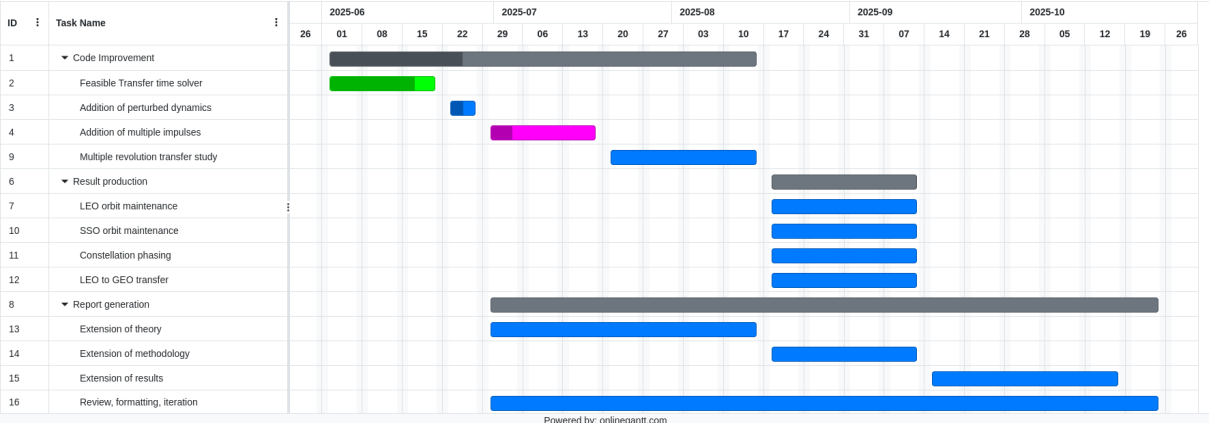 2025-06 2025-07 2025-08 2025-09 2025-10
ID Task Name
26 01 08 15 22 29 06 13 20 27 03 10 17 24 31 07 14 21 28 05 12 19 26
1 Code Improvement
2 Feasible Transfer time solver
3 Addition of perturbed dynamics
4 Addition of multiple impulses
9 Multiple revolution transfer study
6 Result production
7 LEO orbit maintenance
10 SSO orbit maintenance
11 Constellation phasing
12 LEO to GEO transfer
8 Report generation
13 Extension of theory
14 Extension of methodology
15 Extension of results
16 Review, formatting, iteration
Powered by: onlinegantt.com